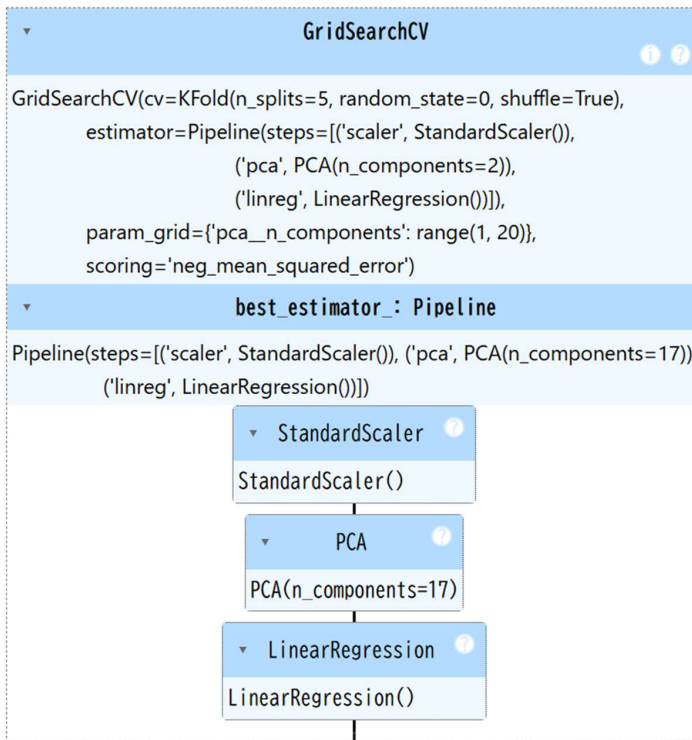 GridSearchCV
i ?
GridSearchCV(cv=KFold(n_splits=5, random_state=0, shuffle=True),
estimator=Pipeline(steps=[('scaler', StandardScaler()),
('pca', PCA(n_components=2)),
('linreg', LinearRegression())]),
param_grid={'pca__n_components': range(1, 20)},
scoring='neg_mean_squared_error')
best_estimator_: Pipeline
Pipeline(steps=[('scaler', StandardScaler()), ('pca', PCA(n_components=17))
('linreg', LinearRegression())])
StandardScaler ?
StandardScaler()
PCA ?
PCA(n_components=17)
LinearRegression ?
LinearRegression()